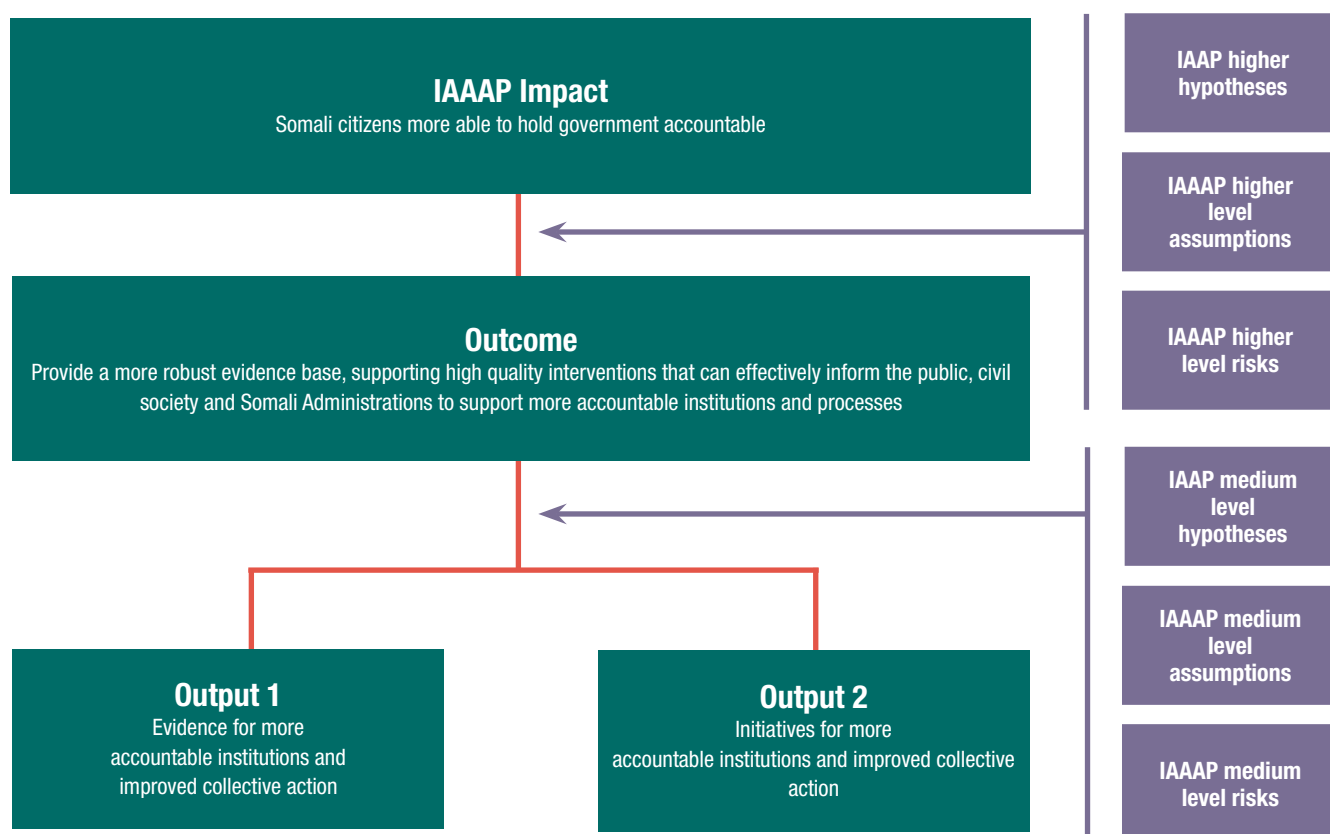 IAAAP Impact
Somali citizens more able to hold government accountable
Outcome
Provide a more robust evidence base, supporting high quality interventions that can effectively inform the public, civil
society and Somali Administrations to support more accountable institutions and processes
Output 1
Evidence for more
accountable institutions and
improved collective action
Output 2
Initiatives for more
accountable institutions and improved collective
action
IAAP higher
hypotheses
IAAAP higher
level
assumptions
IAAAP higher
level risks
IAAP medium
level
hypotheses
IAAAP medium
level
assumptions
IAAAP medium
level risks